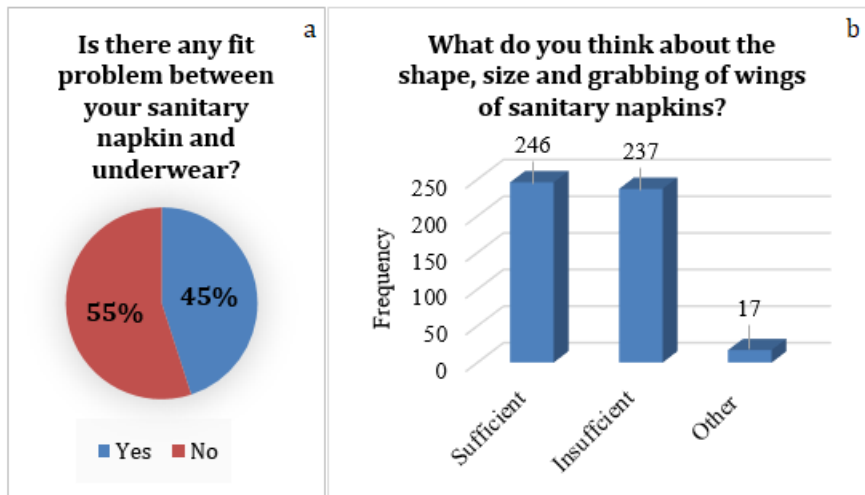 a
Is there any fit
problem between
your sanitary
napkin and
underwear?
55%
45%
Yes No
b
What do you think about the
shape, size and grabbing of wings
of sanitary napkins?
Frequency
250
200
150
100
50
0
246
237
17
Sufficient
Insuffcient
Other